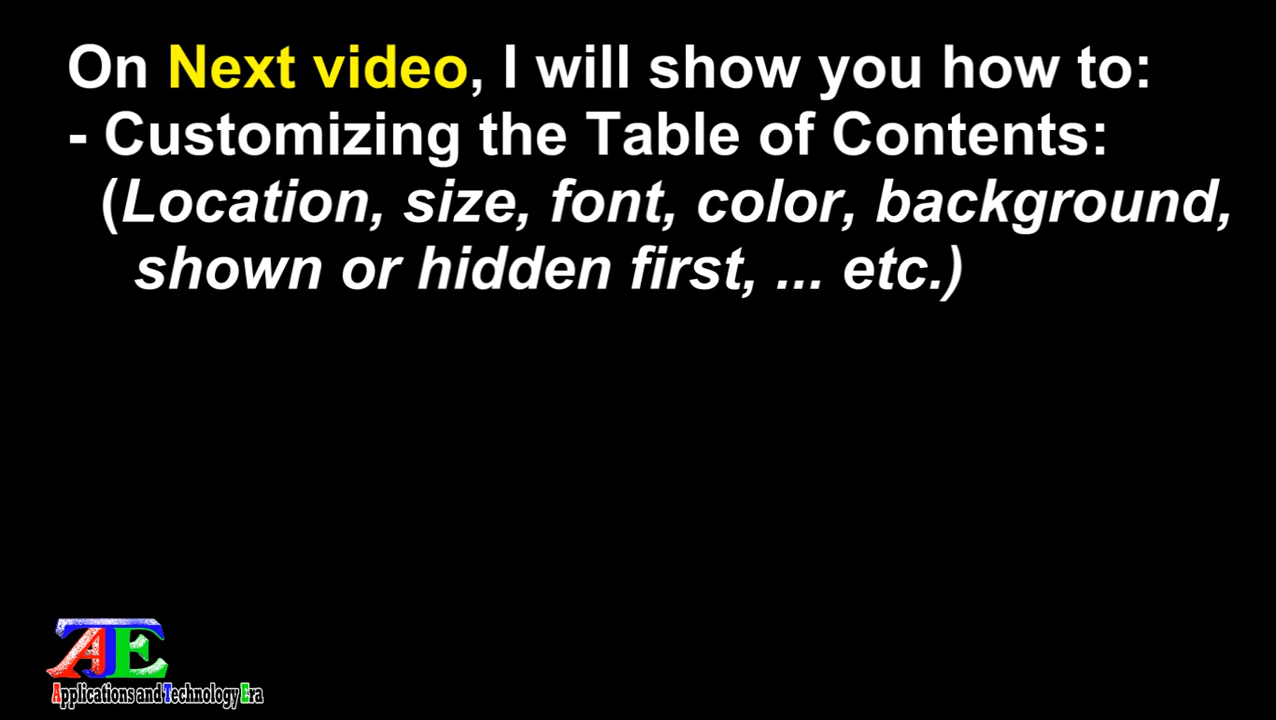 On Next video, I will show you how to:
- Customizing the Table of Contents:
(Location, size, font, color, background,
shown or hidden first, ... etc.)
ATE
Applications and Technology Era